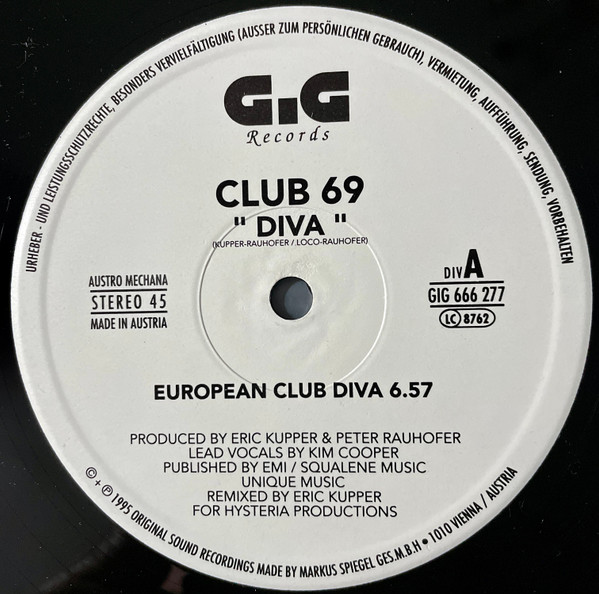 URHEBER - UND LEISTUNGSSCHUTZRECHTE, BESONDERS VERVIELFÄLTIGUNG (AUSSER ZUM PERSÖNLICHEN GEBRAUCH), VERMIETUNG, AUFFÜHRUNG, SENDUNG, VORBEHALTEN
G.G
Records
CLUB 69
" DIVA "
(KUPPER-RAUHOFER / LOCO-RAUHOFER)
AUSTRO MECHANA
STEREO 45
MADE IN AUSTRIA
DIVA
GIG 666 277
LC 8762
EUROPEAN CLUB DIVA 6.57
PRODUCED BY ERIC KUPPER & PETER RAUHOFER
LEAD VOCALS BY KIM COOPER
PUBLISHED BY EMI / SQUALENE MUSIC
UNIQUE MUSIC
REMIXED BY ERIC KUPPER
FOR HYSTERIA PRODUCTIONS
© + ℗ 1995 ORIGINAL SOUND RECORDINGS MADE BY MARKUS SPIEGEL GES.M.B.H • 1010 VIENNA / AUSTRIA